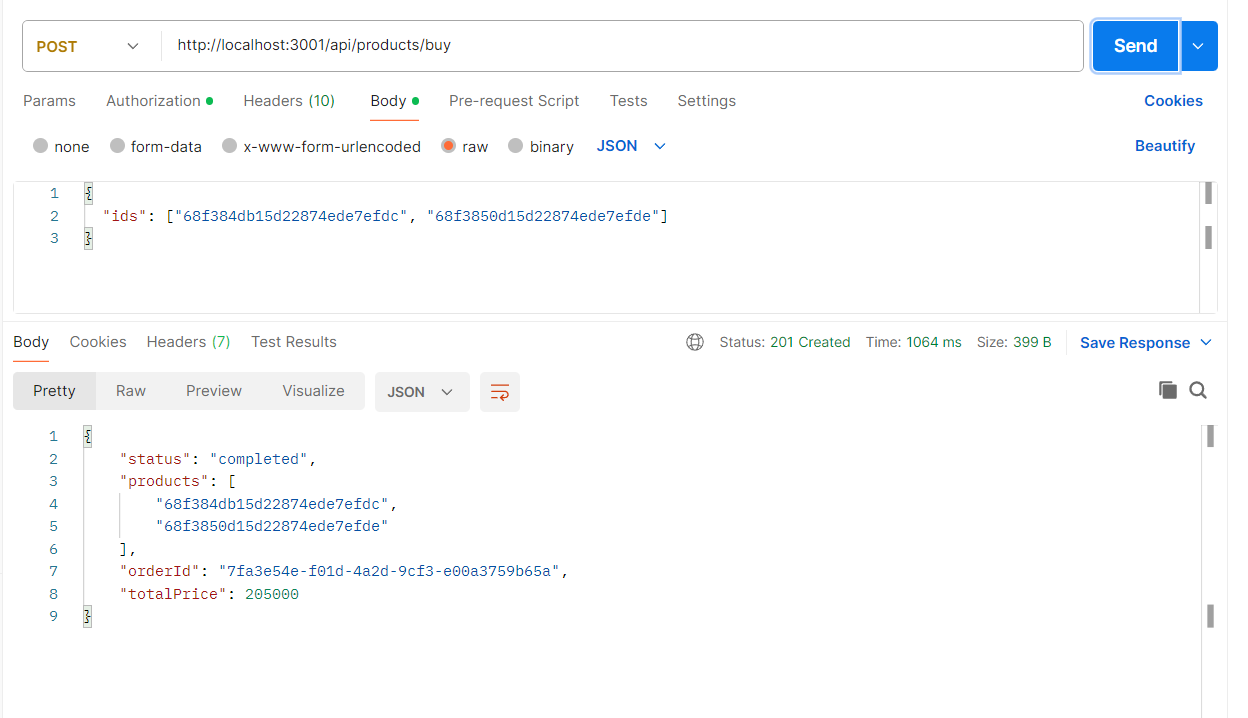 POST http://localhost:3001/api/products/buy Send
Params Authorization Headers (10) Body Pre-request Script Tests Settings Cookies
none form-data x-www-form-urlencoded raw binary JSON Beautify
1 {
2 "ids": ["68f384db15d22874ede7efdc", "68f3850d15d22874ede7efde"]
3 }
Body Cookies Headers (7) Test Results Status: 201 Created Time: 1064 ms Size: 399 B Save Response
Pretty Raw Preview Visualize JSON
1 {
2 "status": "completed",
3 "products": [
4 "68f384db15d22874ede7efdc",
5 "68f3850d15d22874ede7efde"
6 ],
7 "orderId": "7fa3e54e-f01d-4a2d-9cf3-e00a3759b65a",
8 "totalPrice": 205000
9 }